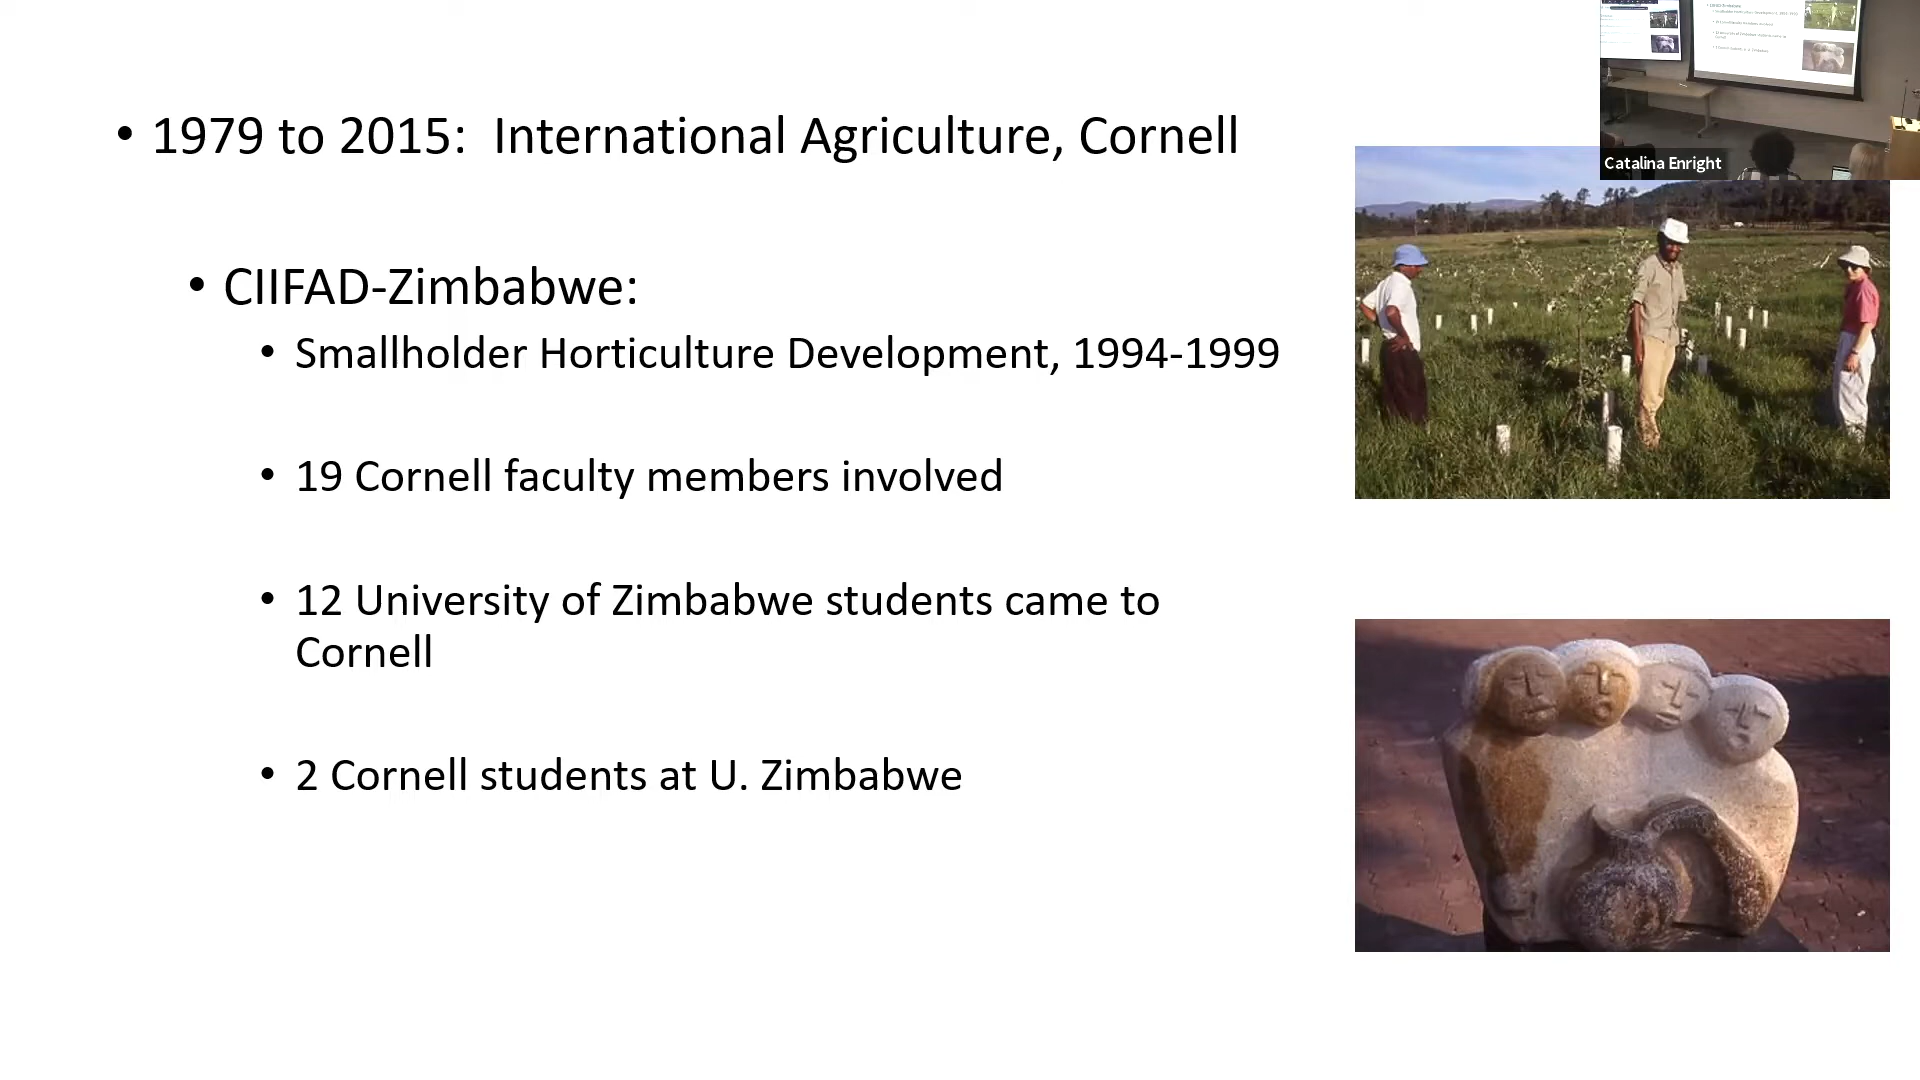 • 1979 to 2015: International Agriculture, Cornell
• CIIFAD-Zimbabwe:
• Smallholder Horticulture Development, 1994-1999
• 19 Cornell faculty members involved
• 12 University of Zimbabwe students came to
Cornell
• 2 Cornell students at U. Zimbabwe
Catalina Enright